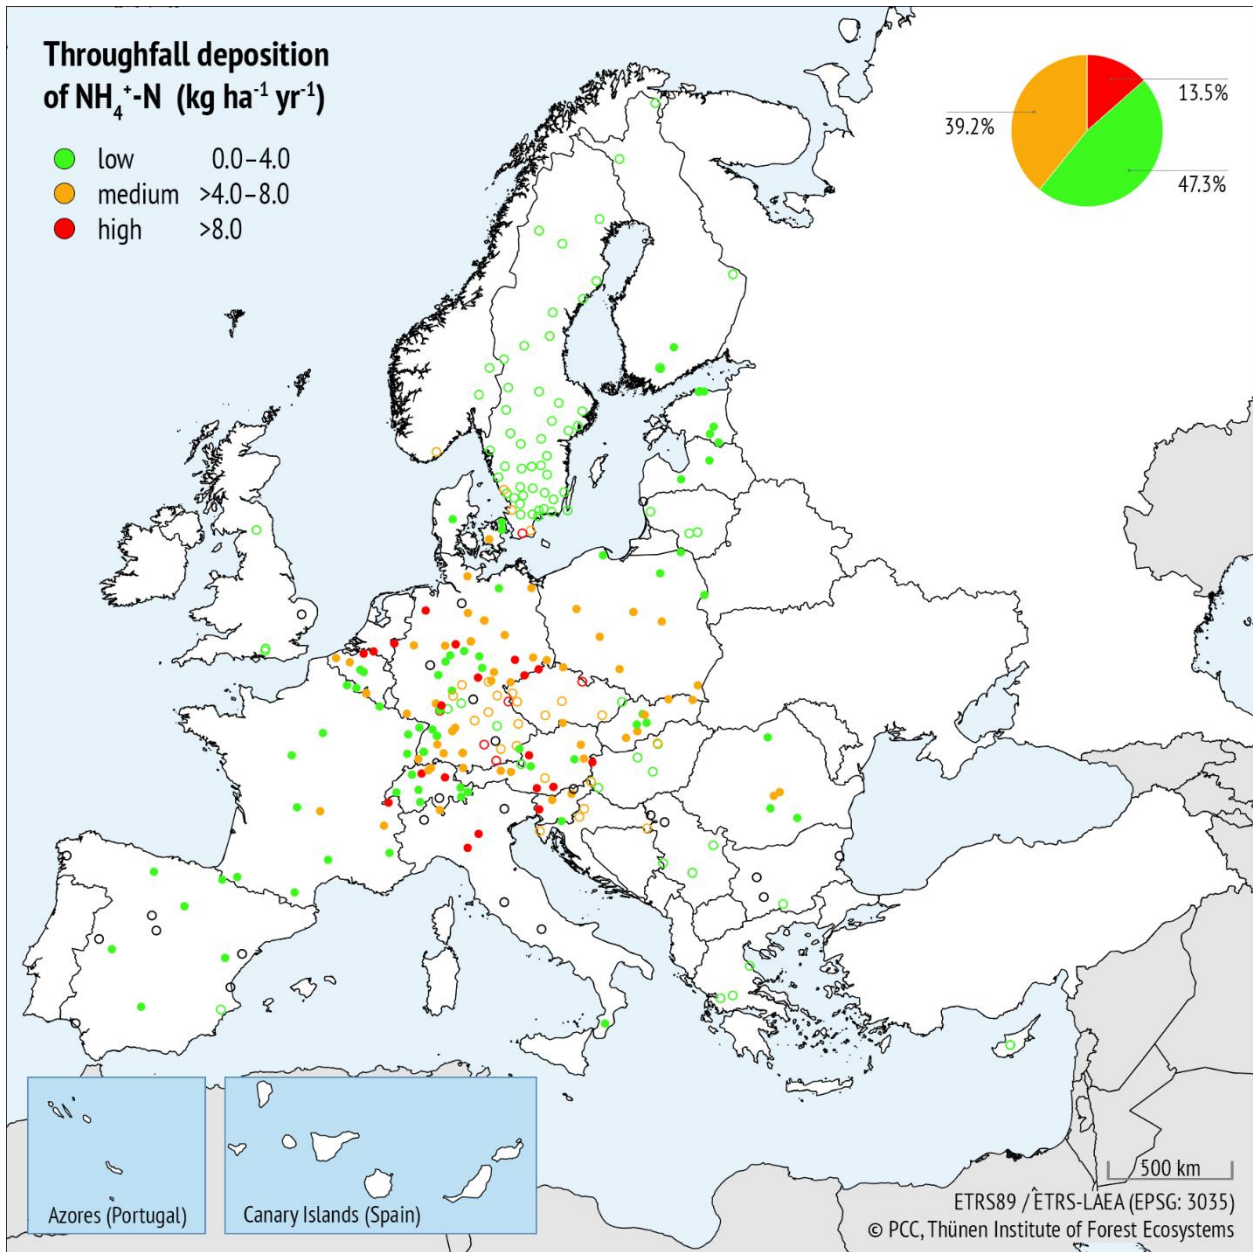 Throughfall deposition
of NH₄⁺-N (kg ha⁻¹ yr⁻¹)
low 0.0–4.0
medium >4.0–8.0
high >8.0
13.5%
39.2%
47.3%
500 km
Azores (Portugal)
Canary Islands (Spain)
ETRS89 / ETRS-LAEA (EPSG: 3035)
© PCC, Thünen Institute of Forest Ecosystems